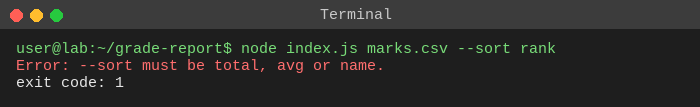 Terminal
user@lab:~/grade-report$ node index.js marks.csv --sort rank
Error: --sort must be total, avg or name.
exit code: 1